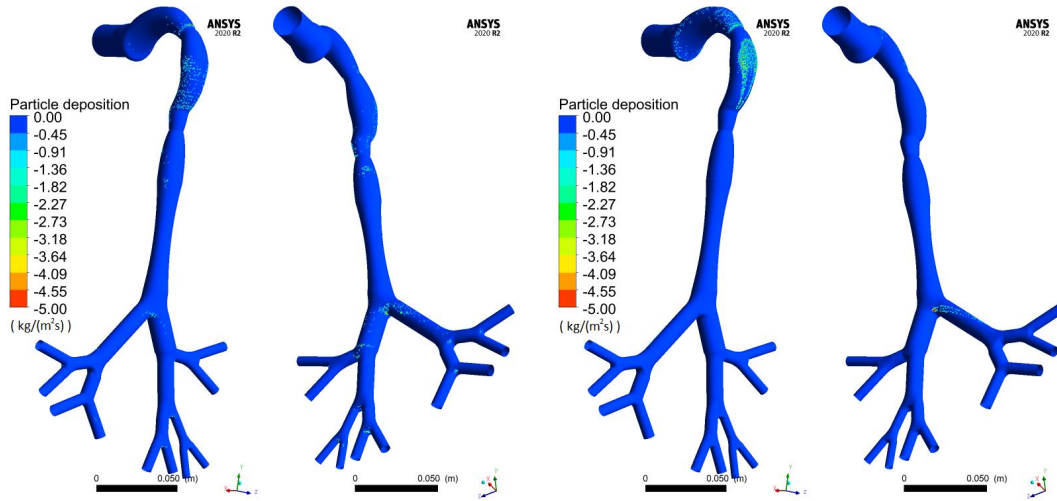 ANSYS
2020 R2
Particle deposition
0.00
-0.45
-0.91
-1.36
-1.82
-2.27
-2.73
-3.18
-3.64
-4.09
-4.55
-5.00
( kg/(m²s) )
0 0.050 (m)
X Y Z
ANSYS
2020 R2
0 0.050 (m)
X Y Z
ANSYS
2020 R2
Particle deposition
0.00
-0.45
-0.91
-1.36
-1.82
-2.27
-2.73
-3.18
-3.64
-4.09
-4.55
-5.00
( kg/(m²s) )
0 0.050 (m)
X Y Z
ANSYS
2020 R2
0 0.050 (m)
X Y Z